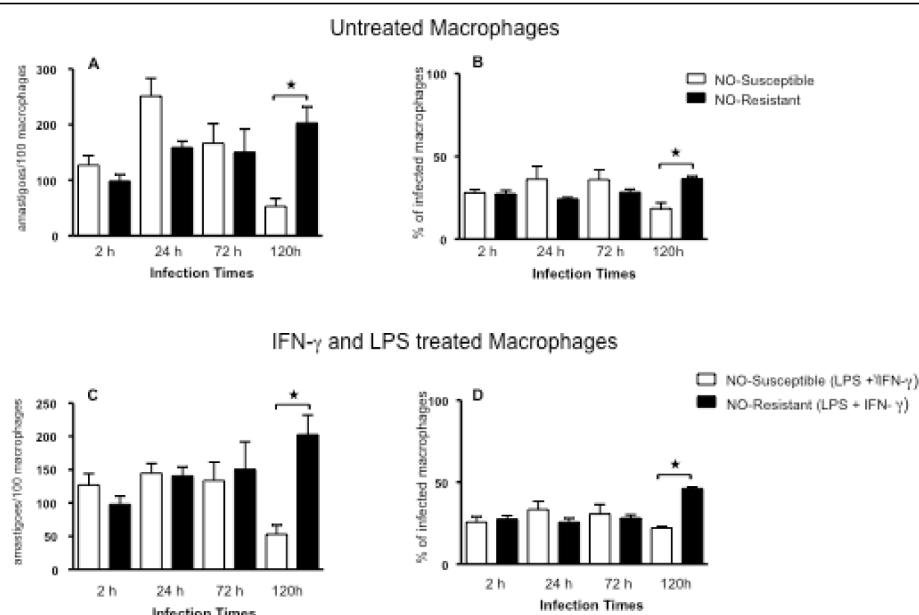 Untreated Macrophages
A
amastigoes/100 macrophages
300
200
100
0
2 h 24 h 72 h 120h
Infection Times
★
B
% of infected macrophages
100
50
0
2 h 24 h 72 h 120h
Infection Times
★
NO-Susceptible
NO-Resistant
IFN-γ and LPS treated Macrophages
C
amastigoes/100 macrophages
250
200
150
100
50
0
2 h 24 h 72 h 120h
Infection Times
★
D
% of infected macrophages
100
50
0
2 h 24 h 72 h 120h
Infection Times
★
NO-Susceptible (LPS + IFN-γ)
NO-Resistant (LPS + IFN- γ)